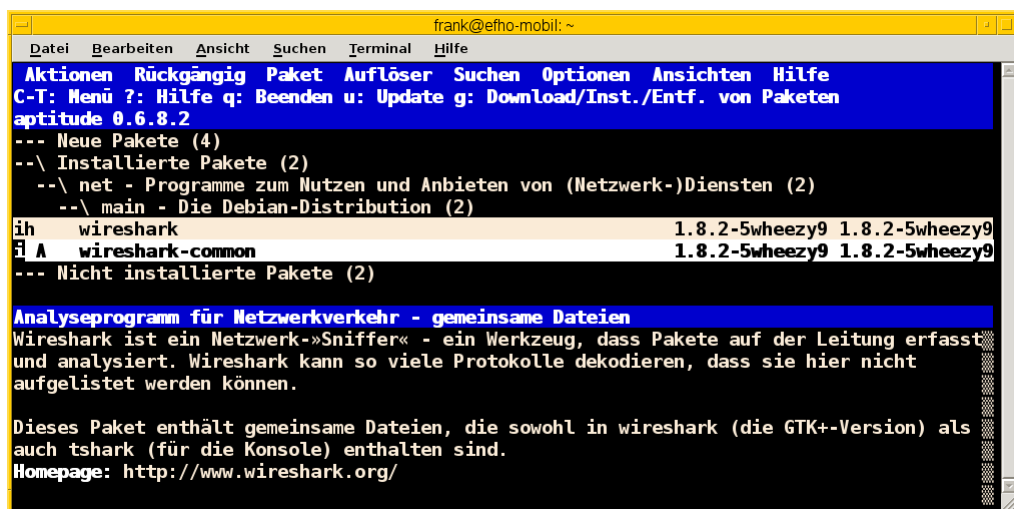 frank@efho-mobil: ~
Datei Bearbeiten Ansicht Suchen Terminal Hilfe
Aktionen Rückgängig Paket Auflöser Suchen Optionen Ansichten Hilfe
C-T: Menü ?: Hilfe q: Beenden u: Update g: Download/Inst./Entf. von Paketen
aptitude 0.6.8.2
--- Neue Pakete (4)
--\ Installierte Pakete (2)
--\ net - Programme zum Nutzen und Anbieten von (Netzwerk-)Diensten (2)
--\ main - Die Debian-Distribution (2)
ih wireshark 1.8.2-5wheezy9 1.8.2-5wheezy9
i A wireshark-common 1.8.2-5wheezy9 1.8.2-5wheezy9
--- Nicht installierte Pakete (2)
Analyseprogramm für Netzwerkverkehr - gemeinsame Dateien
Wireshark ist ein Netzwerk-»Sniffer« - ein Werkzeug, dass Pakete auf der Leitung erfasst
und analysiert. Wireshark kann so viele Protokolle dekodieren, dass sie hier nicht
aufgelistet werden können.
Dieses Paket enthält gemeinsame Dateien, die sowohl in wireshark (die GTK+-Version) als
auch tshark (für die Konsole) enthalten sind.
Homepage: http://www.wireshark.org/